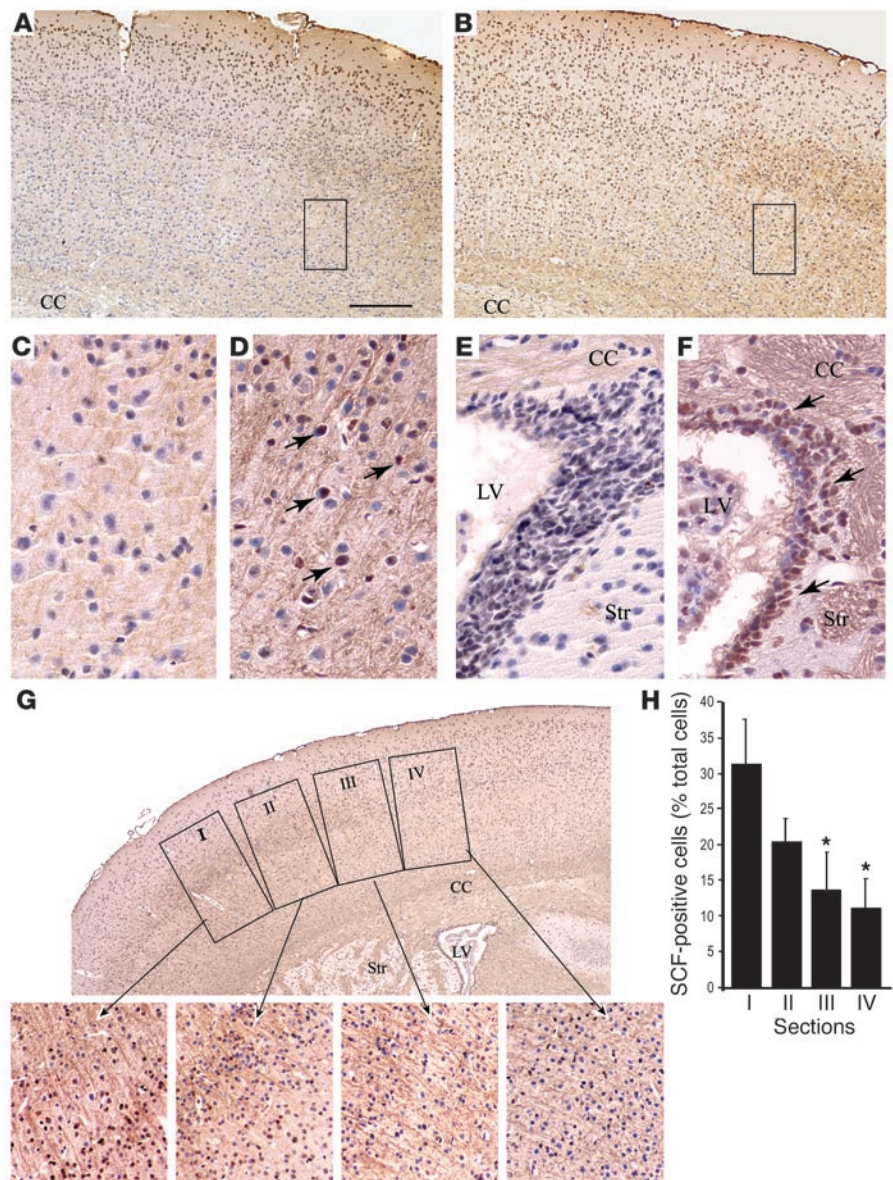 A
B
CC
CC
C
D
E
F
CC
LV
Str
CC
LV
Str
G
I
II
III
IV
CC
LV
Str
H
SCF-positive cells (% total cells)
40
35
30
25
20
15
10
5
0
*
*
I II III IV
Sections